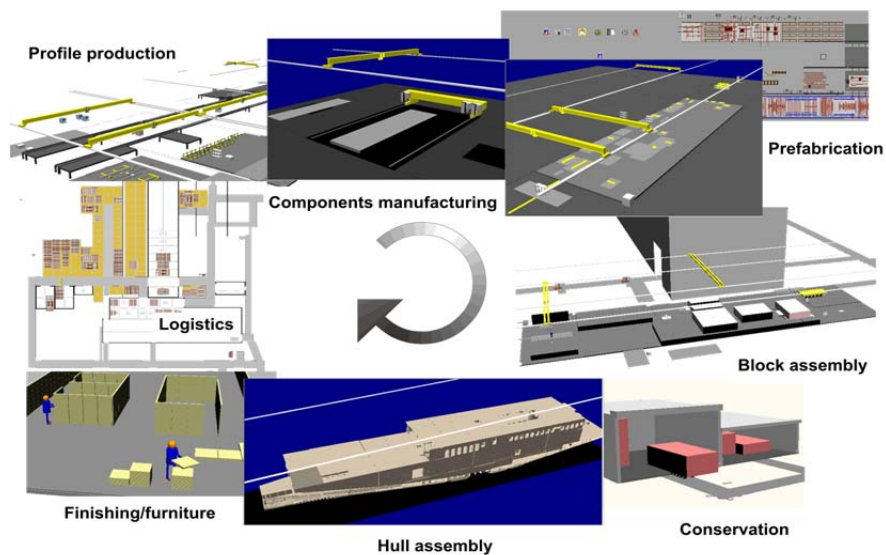 Profile production
Components manufacturing
Prefabrication
Logistics
Block assembly
Finishing/furniture
Hull assembly
Conservation